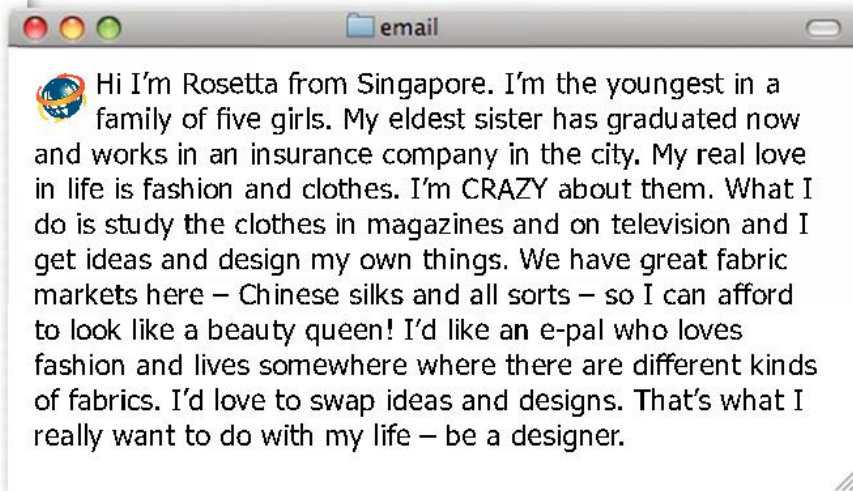 email
Hi I'm Rosetta from Singapore. I'm the youngest in a
family of five girls. My eldest sister has graduated now
and works in an insurance company in the city. My real love
in life is fashion and clothes. I'm CRAZY about them. What I
do is study the clothes in magazines and on television and I
get ideas and design my own things. We have great fabric
markets here – Chinese silks and all sorts – so I can afford
to look like a beauty queen! I'd like an e-pal who loves
fashion and lives somewhere where there are different kinds
of fabrics. I'd love to swap ideas and designs. That's what I
really want to do with my life – be a designer.